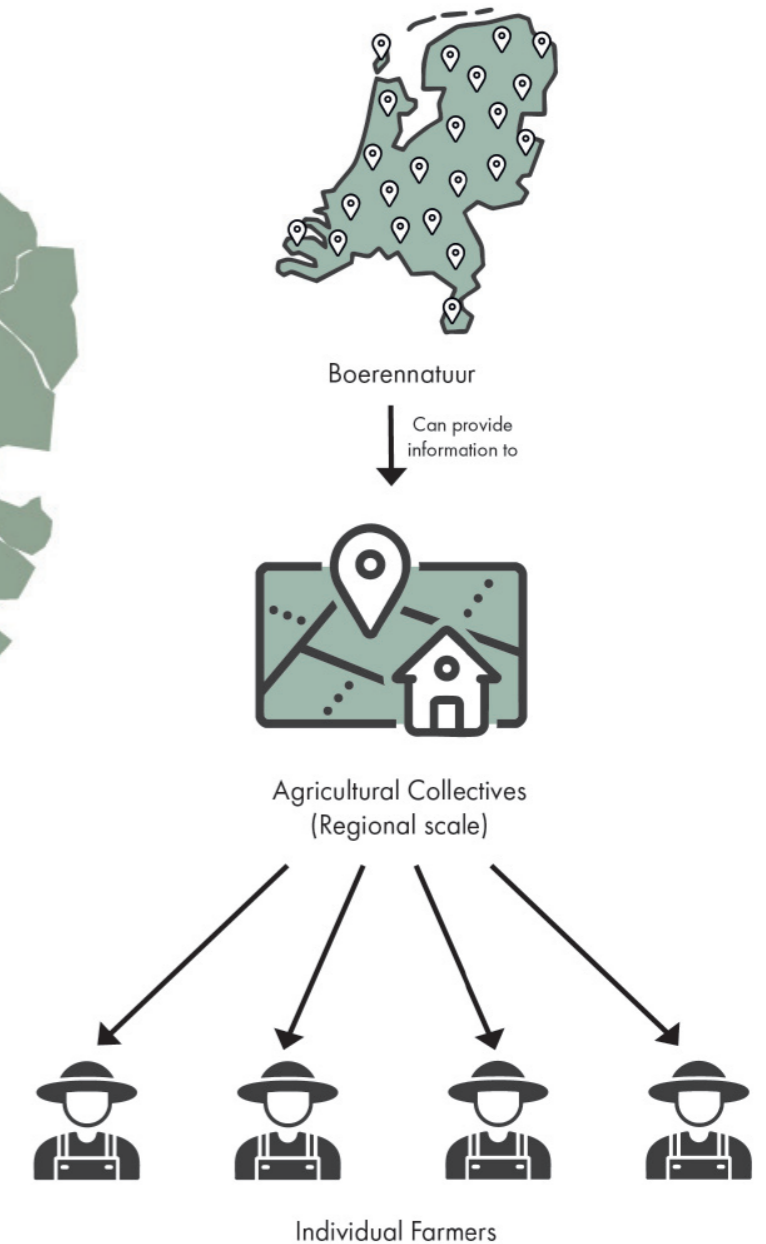 Boerennatuur
Can provide
information to
Agricultural Collectives
(Regional scale)
Individual Farmers